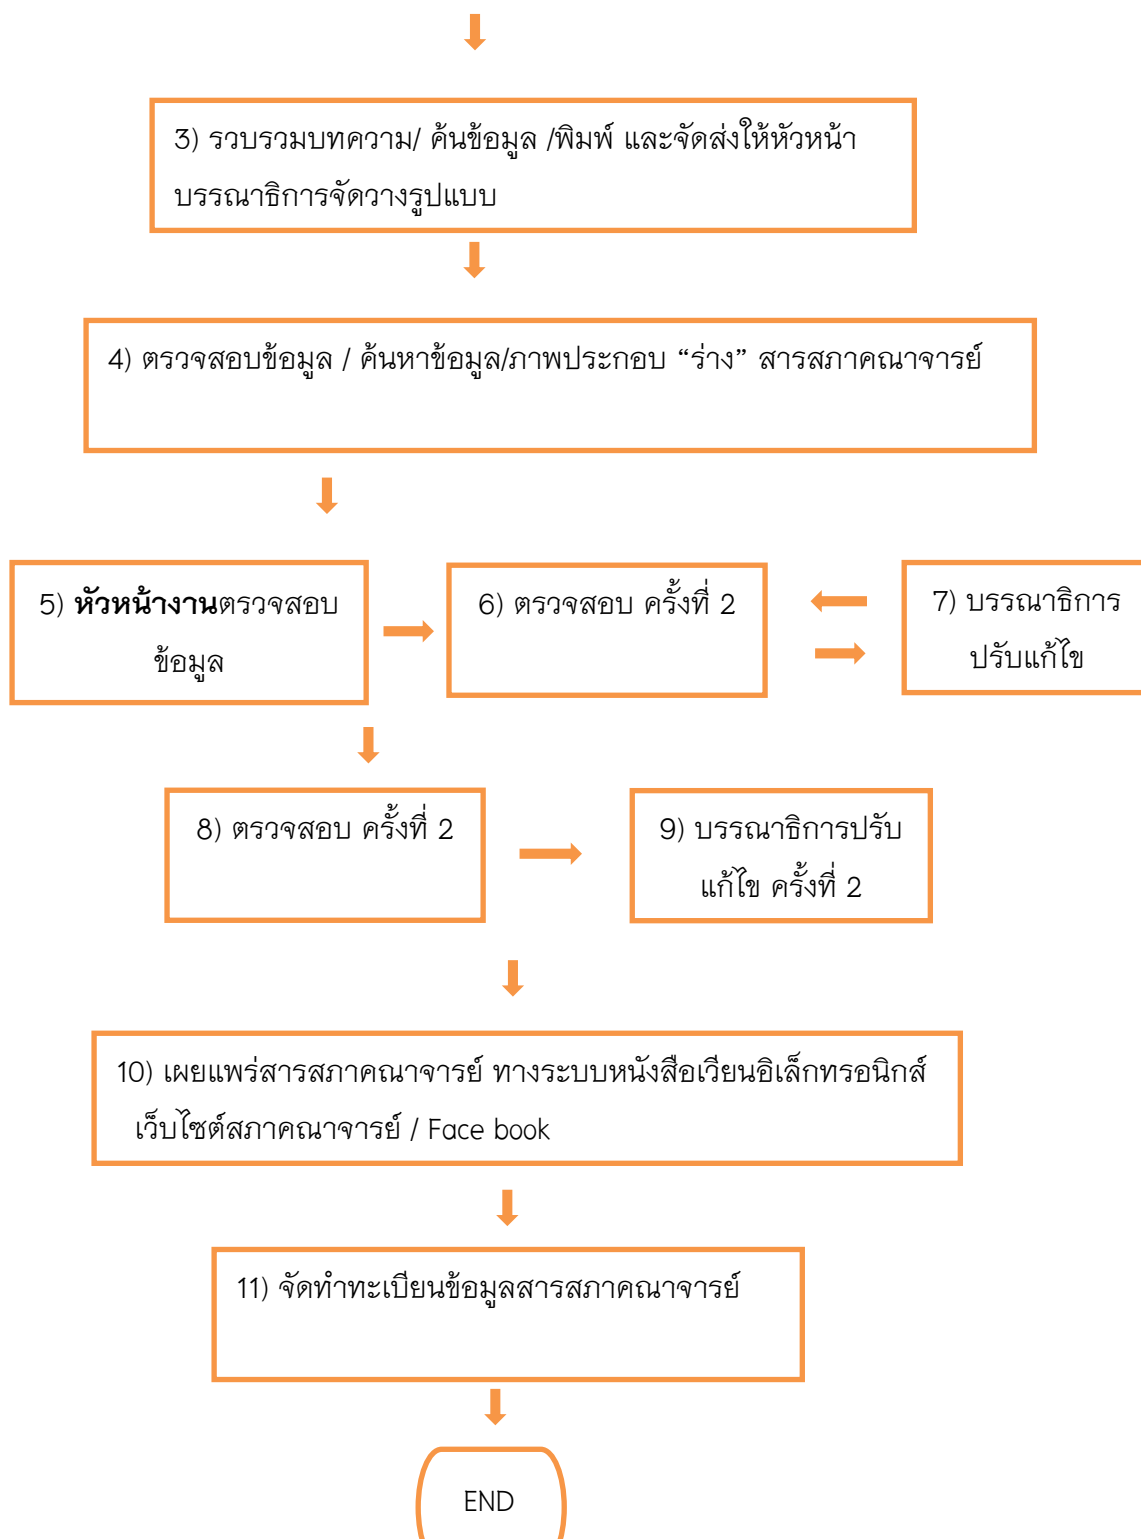 3) รวบรวมบทความ/ ค้นข้อมูล /พิมพ์ และจัดส่งให้หัวหน้า
บรรณาธิการจัดวางรูปแบบ
4) ตรวจสอบข้อมูล / ค้นหาข้อมูล/ภาพประกอบ “ร่าง” สารสภาคณาจารย์
5) หัวหน้างานตรวจสอบ
ข้อมูล
6) ตรวจสอบ ครั้งที่ 2
7) บรรณาธิการ
ปรับแก้ไข
8) ตรวจสอบ ครั้งที่ 2
9) บรรณาธิการปรับ
แก้ไข ครั้งที่ 2
10) เผยแพร่สารสภาคณาจารย์ ทางระบบหนังสือเวียนอิเล็กทรอนิกส์
เว็บไซต์สภาคณาจารย์ / Face book
11) จัดทำทะเบียนข้อมูลสารสภาคณาจารย์
END